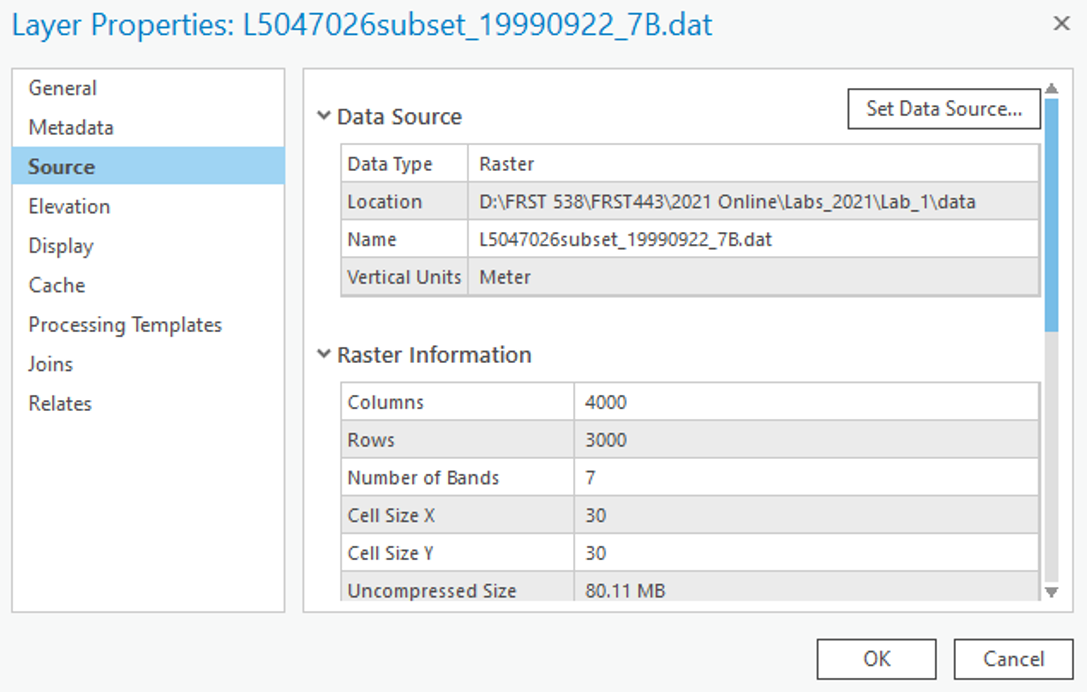 Layer Properties: L5047026subset_19990922_7B.dat
General
Metadata
Source
Elevation
Display
Cache
Processing Templates
Joins
Relates
Data Source
Set Data Source...
Data Type Raster
Location D:\FRST 538\FRST443\2021 Online\Labs_2021\Lab_1\data
Name L5047026subset_19990922_7B.dat
Vertical Units Meter
Raster Information
Columns 4000
Rows 3000
Number of Bands 7
Cell Size X 30
Cell Size Y 30
Uncompressed Size 80.11 MB
OK
Cancel